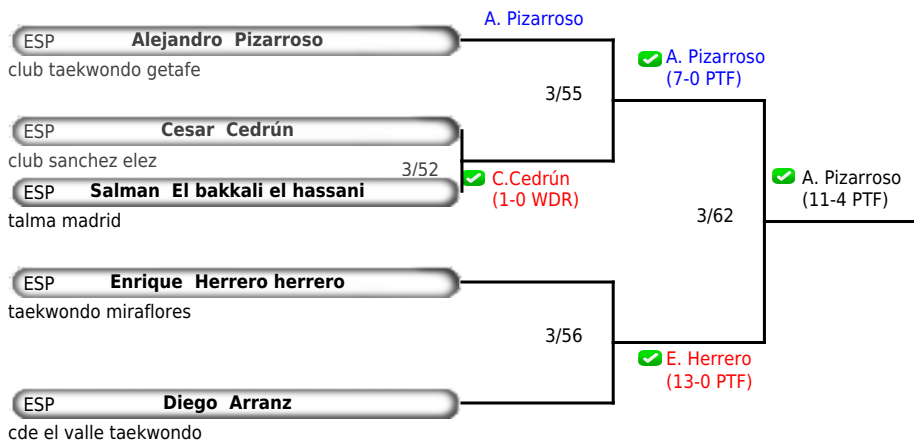 A. Pizarroso
ESP Alejandro Pizarroso
club taekwondo getafe
A. Pizarroso
(7-0 PTF)
3/55
ESP Cesar Cedrún
club sanchez elez
3/52
C.Cedrún
(1-0 WDR)
ESP Salman El bakkali el hassani
talma madrid
A. Pizarroso
(11-4 PTF)
3/62
ESP Enrique Herrero herrero
taekwondo miraflores
3/56
E. Herrero
(13-0 PTF)
ESP Diego Arranz
cde el valle taekwondo